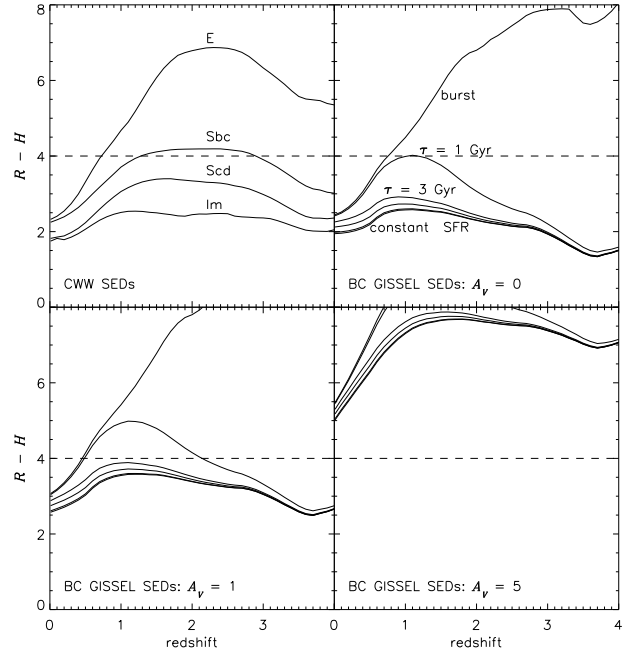 8
6
4
2
0
R − H
E
Sbc
Scd
Im
CWW SEDs
burst
τ = 1 Gyr
τ = 3 Gyr
constant SFR
BC GISSEL SEDs: A_V = 0
6
4
2
0
R − H
BC GISSEL SEDs: A_V = 1
BC GISSEL SEDs: A_V = 5
0 1 2 3
0 1 2 3 4
redshift
redshift